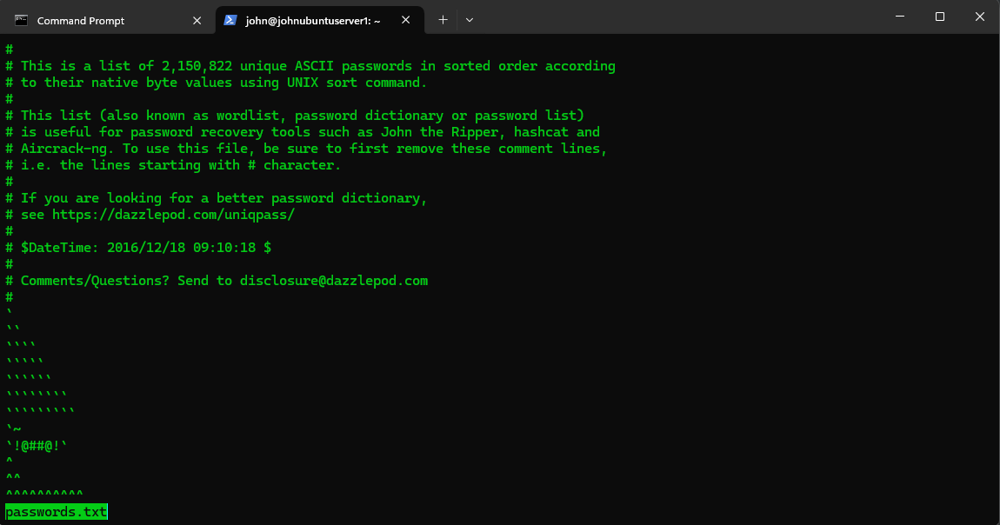 Command Prompt
john@johnubuntuserver1: ~
#
# This is a list of 2,150,822 unique ASCII passwords in sorted order according
# to their native byte values using UNIX sort command.
#
# This list (also known as wordlist, password dictionary or password list)
# is useful for password recovery tools such as John the Ripper, hashcat and
# Aircrack-ng. To use this file, be sure to first remove these comment lines,
# i.e. the lines starting with # character.
#
# If you are looking for a better password dictionary,
# see https://dazzlepod.com/uniqpass/
#
# $DateTime: 2016/12/18 09:10:18 $
#
# Comments/Questions? Send to disclosure@dazzlepod.com
#
`
``
````
`````
``````
````````
`````````
`~
`!@##@!`
^
^^
^^^^^^^^^^
passwords.txt